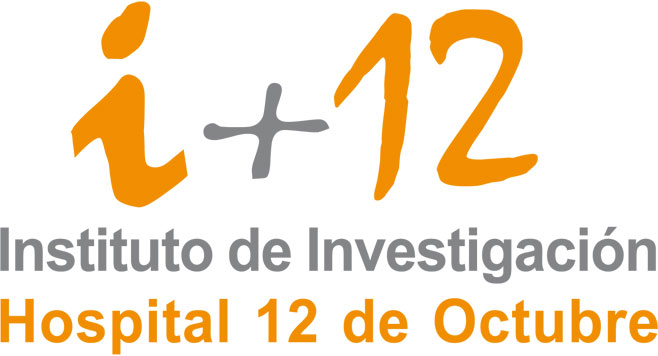 i+12
Instituto de Investigación
Hospital 12 de Octubre